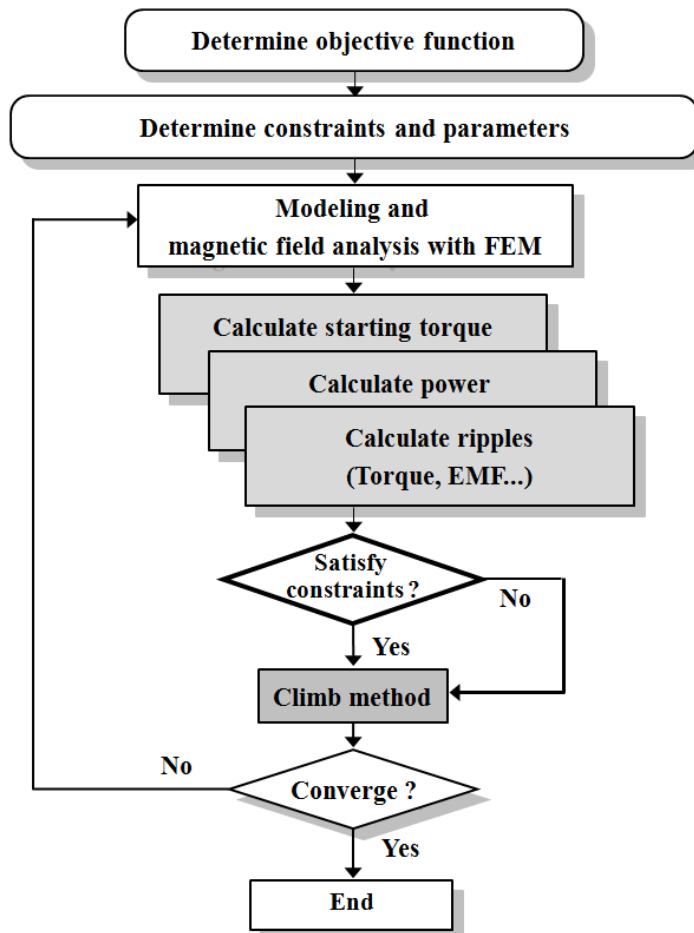 Determine objective function
Determine constraints and parameters
Modeling and
magnetic field analysis with FEM
Calculate starting torque
Calculate power
Calculate ripples
(Torque, EMF...)
Satisfy
constraints ?
No
Yes
Climb method
No
Converge ?
Yes
End